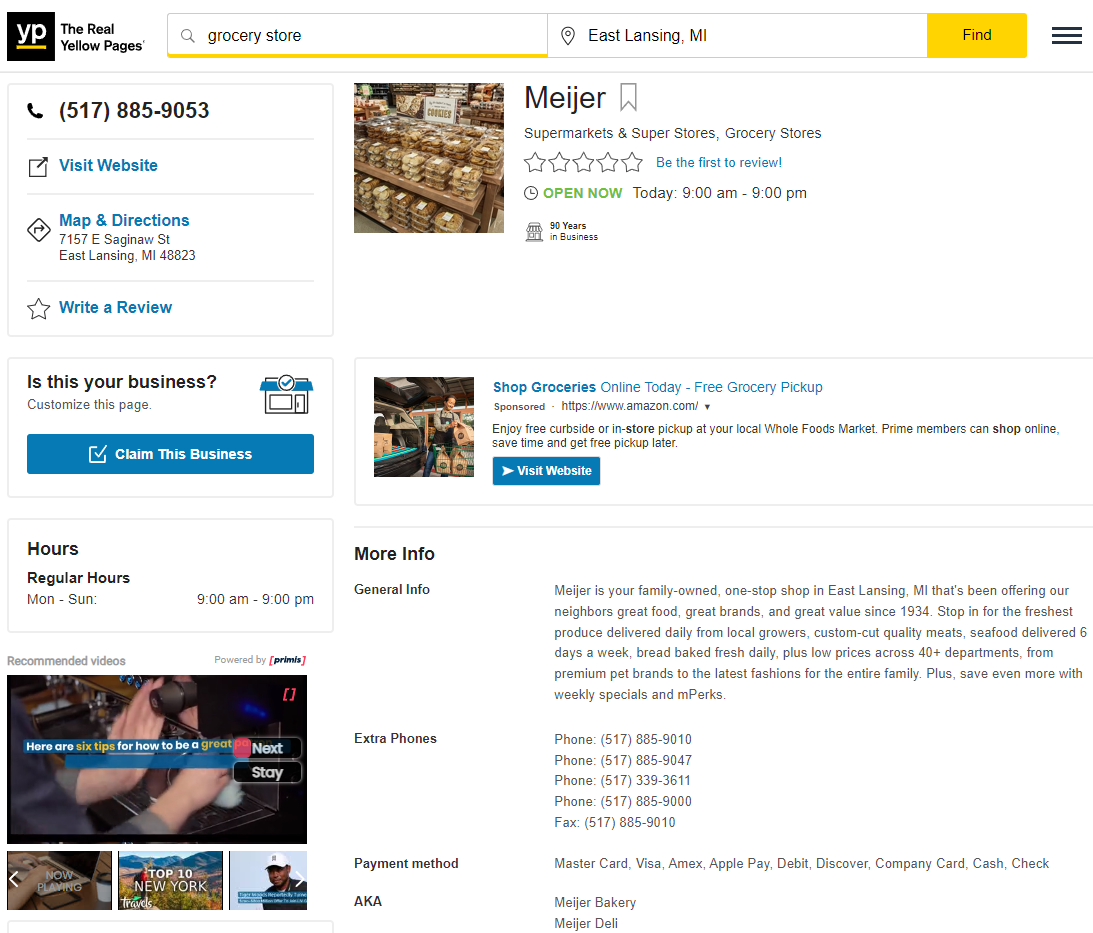 yp The Real
Yellow Pages
grocery store
East Lansing, MI
Find
(517) 885-9053
Visit Website
Map & Directions
7157 E Saginaw St
East Lansing, MI 48823
Write a Review
COOKIES
Meijer
Supermarkets & Super Stores, Grocery Stores
Be the first to review!
OPEN NOW Today: 9:00 am - 9:00 pm
90 Years
in Business
Is this your business?
Customize this page.
Claim This Business
Shop Groceries Online Today - Free Grocery Pickup
Sponsored · https://www.amazon.com/ ▼
Enjoy free curbside or in-store pickup at your local Whole Foods Market. Prime members can shop online,
save time and get free pickup later.
Visit Website
Hours
Regular Hours
Mon - Sun: 9:00 am - 9:00 pm
Recommended videos
Powered by [primis]
Here are six tips for how to be a great
Next
Stay
NOW
PLAYING
TOP 10
NEW YORK
travels
More Info
General Info
Meijer is your family-owned, one-stop shop in East Lansing, MI that's been offering our
neighbors great food, great brands, and great value since 1934. Stop in for the freshest
produce delivered daily from local growers, custom-cut quality meats, seafood delivered 6
days a week, bread baked fresh daily, plus low prices across 40+ departments, from
premium pet brands to the latest fashions for the entire family. Plus, save even more with
weekly specials and mPerks.
Extra Phones
Phone: (517) 885-9010
Phone: (517) 885-9047
Phone: (517) 339-3611
Phone: (517) 885-9000
Fax: (517) 885-9010
Payment method
Master Card, Visa, Amex, Apple Pay, Debit, Discover, Company Card, Cash, Check
AKA
Meijer Bakery
Meijer Deli